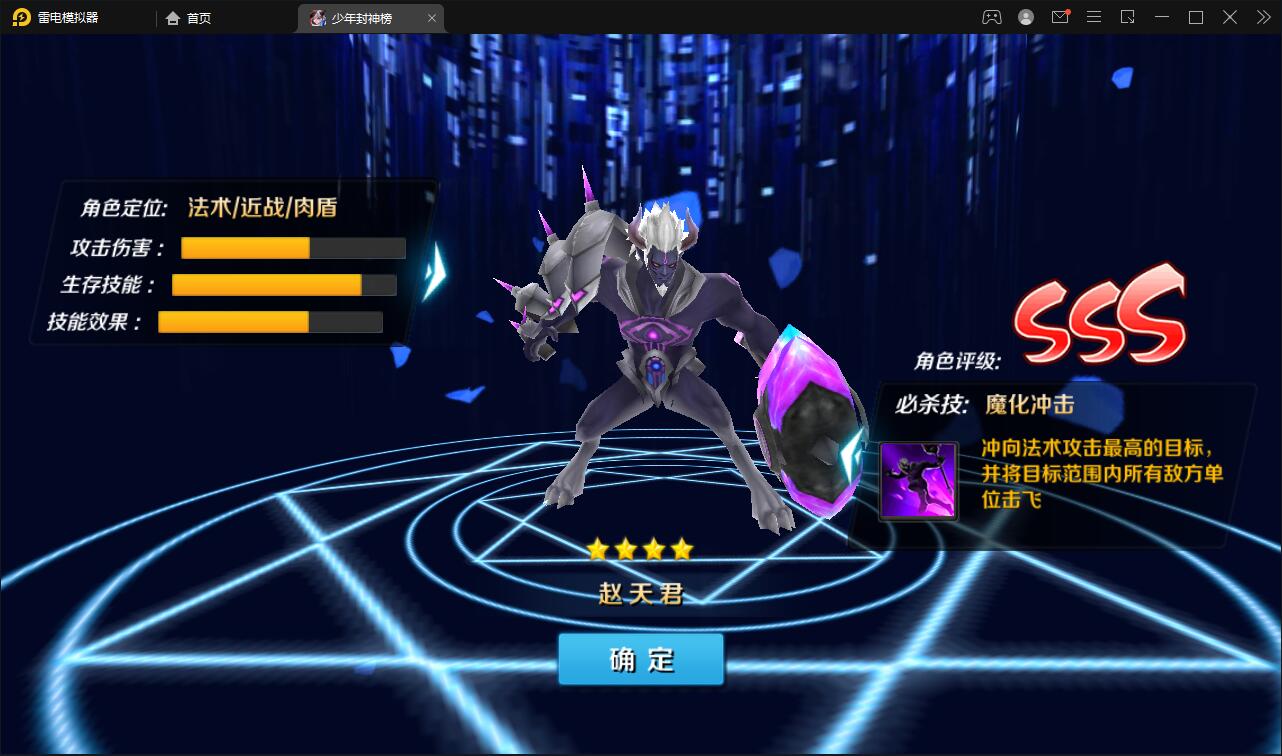 雷电模拟器
首页
少年封神榜
角色定位: 法术/近战/肉盾
攻击伤害:
生存技能:
技能效果:
SSS
角色评级:
必杀技: 魔化冲击
冲向法术攻击最高的目标,
并将目标范围内所有敌方单
位击飞
赵天君
确定